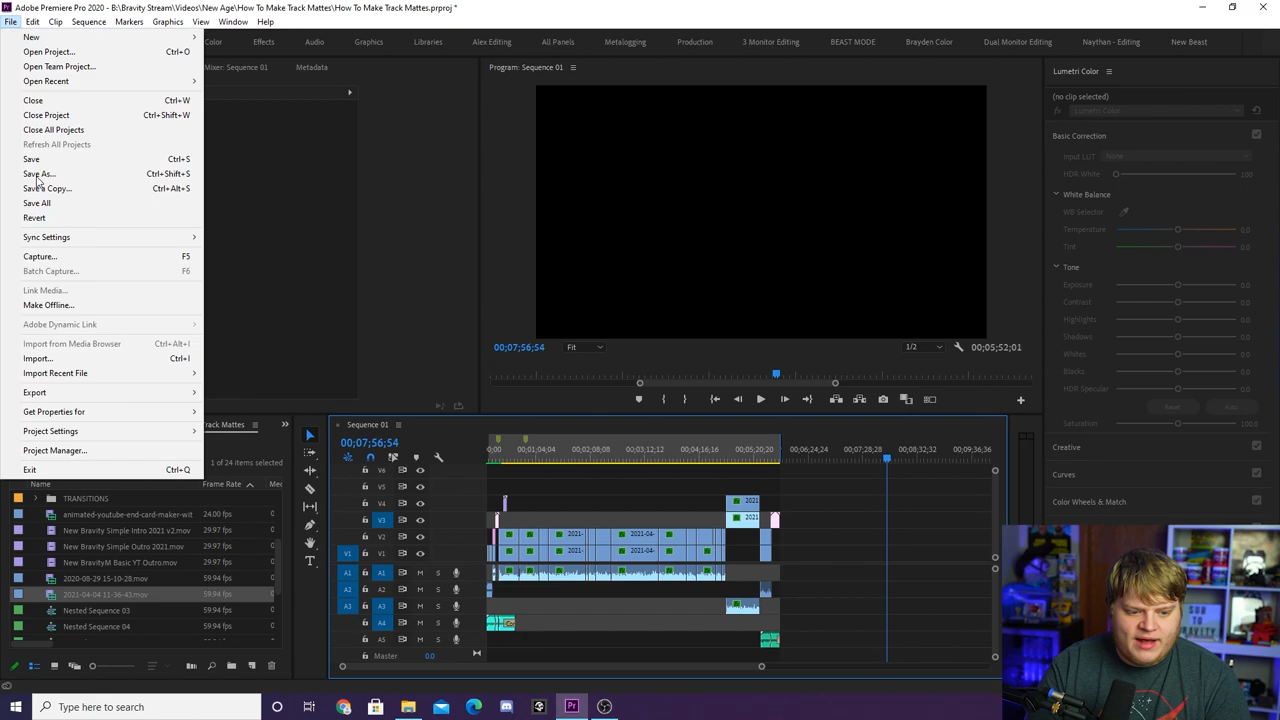 Adobe Premiere Pro 2020 - B:\Bravity Stream\Videos\New Age\How To Make Track Mattes\How To Make Track Mattes.prproj *
File Edit Clip Sequence Markers Graphics View Window Help
Color Effects Audio Graphics Libraries Alex Editing All Panels Metalogging Production 3 Monitor Editing BEAST MODE Brayden Color Dual Monitor Editing Naythan - Editing New Beast
New
Open Project... Ctrl+O
Open Team Project...
Open Recent
Close Ctrl+W
Close Project Ctrl+Shift+W
Close All Projects
Refresh All Projects
Save Ctrl+S
Save As... Ctrl+Shift+S
Save a Copy... Ctrl+Alt+S
Save All
Revert
Sync Settings
Capture... F5
Batch Capture... F6
Link Media...
Make Offline...
Adobe Dynamic Link
Import from Media Browser Ctrl+Alt+I
Import... Ctrl+I
Import Recent File
Export
Get Properties for
Project Settings
Project Manager...
Exit Ctrl+Q
Mixer: Sequence 01 Metadata
Program: Sequence 01
00;07;56;54 Fit 1/2 00;05;52;01
Lumetri Color
(no clip selected)
fx Lumetri Color
Basic Correction
Input LUT None
HDR White 100
White Balance
WB Selector
Temperature 0.0
Tint 0.0
Tone
Exposure 0.0
Contrast 0.0
Highlights 0.0
Shadows 0.0
Whites 0.0
Blacks 0.0
HDR Specular 0.0
Reset Auto
Saturation 100.0
Creative
Curves
Color Wheels & Match
Track Mattes
1 of 24 items selected
Name Frame Rate
TRANSITIONS
animated-youtube-end-card-maker-wit 24.00 fps
New Bravity Simple Intro 2021 v2.mov 59.94 fps
New Bravity Simple Outro 2021.mov 59.94 fps
New BravityM Basic YT Outro.mov 59.94 fps
2020-08-29 15-10-28.mov 59.94 fps
2021-04-04 11-36-43.mov 59.94 fps
Nested Sequence 03 59.94 fps
Nested Sequence 04 59.94 fps
Sequence 01
00;07;56;54
;00;00 00;01;04;04 00;02;08;08 00;03;12;12 00;04;16;16 00;05;20;20 00;06;24;24 00;07;28;28 00;08;32;32 00;09;36;36
V6
V5
V4 2021
V3 V3 2021
V2 2021- 2021-04-
V1 V1 2021- 2021-04-
A1 A1 M S
A2 A2 M S
A3 A3 M S
A4 M S
A5 M S
Master 0.0
Type here to search
Pr